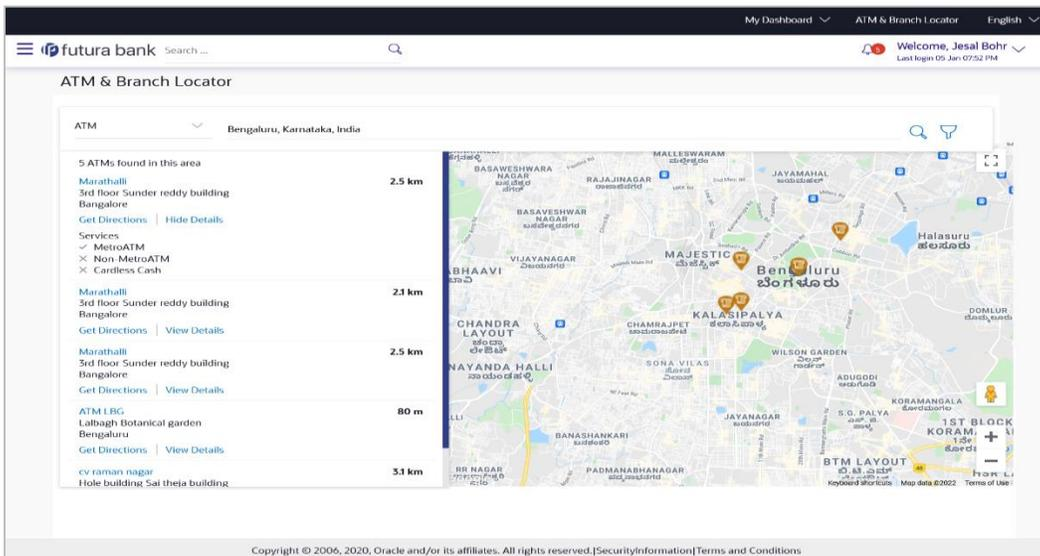 My Dashboard
ATM & Branch Locator
English
futura bank
Search ...
5
Welcome, Jesal Bohr
Last login 05 Jan 07:52 PM
ATM & Branch Locator
ATM
Bengaluru, Karnataka, India
5 ATMs found in this area
Marathalli 2.5 km
3rd floor Sunder reddy building
Bangalore
Get Directions | Hide Details
Services
MetroATM
Non-MetroATM
Cardless Cash
Marathalli 2.1 km
3rd floor Sunder reddy building
Bangalore
Get Directions | View Details
Marathalli 2.5 km
3rd floor Sunder reddy building
Bangalore
Get Directions | View Details
ATM LBG 80 m
Lalbagh Botanical garden
Bengaluru
Get Directions | View Details
cv raman nagar 3.1 km
Hole building Sai theja building
MALLESWARAM
BASAWESHWARA
NAGAR
RAJAJINAGAR
JAYAMAHAL
BASAVESHWAR
NAGAR
Halasuru
ಹಲಸೂರು
VIJAYANAGAR
MAJESTIC
ಮೆಜೆಸ್ಟಿಕ್
BHAAVI
ಬೆಂಗಳೂರು
KALASIPALYA
DOMLUR
CHANDRA
LAYOUT
CHAMRAJPET
WILSON GARDEN
NAYANDA HALLI
SONA VILAS
ADUGODI
KORAMANGALA
JAYANAGAR
S.G. PALYA
1ST BLOCK
KORAM
BANASHANKARI
RR NAGAR
PADMANABHANAGAR
BTM LAYOUT
Keyboard shortcuts Map data ©2022 Terms of Use
Copyright © 2006, 2020, Oracle and/or its affiliates. All rights reserved.|SecurityInformation|Terms and Conditions